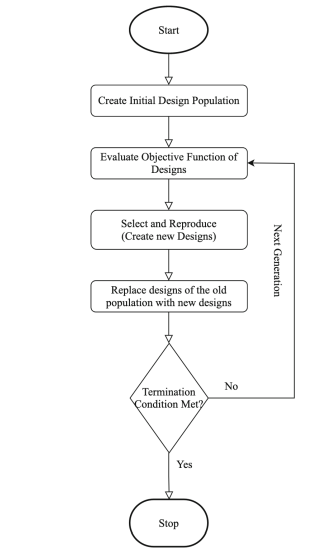 Start
Create Initial Design Population
Evaluate Objective Function of
Designs
Select and Reproduce
(Create new Designs)
Next Generation
Replace designs of the old
population with new designs
Termination
Condition Met?
No
Yes
Stop